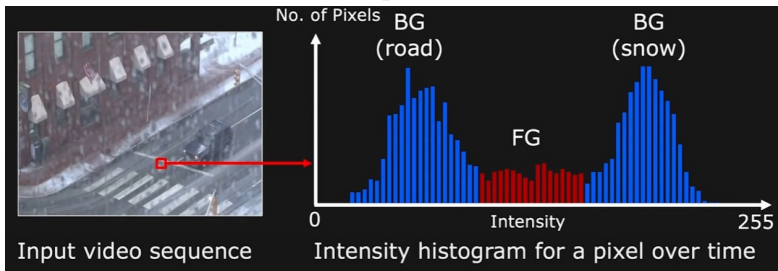 No. of Pixels
BG
(road)
BG
(snow)
FG
0
Intensity
255
Input video sequence
Intensity histogram for a pixel over time